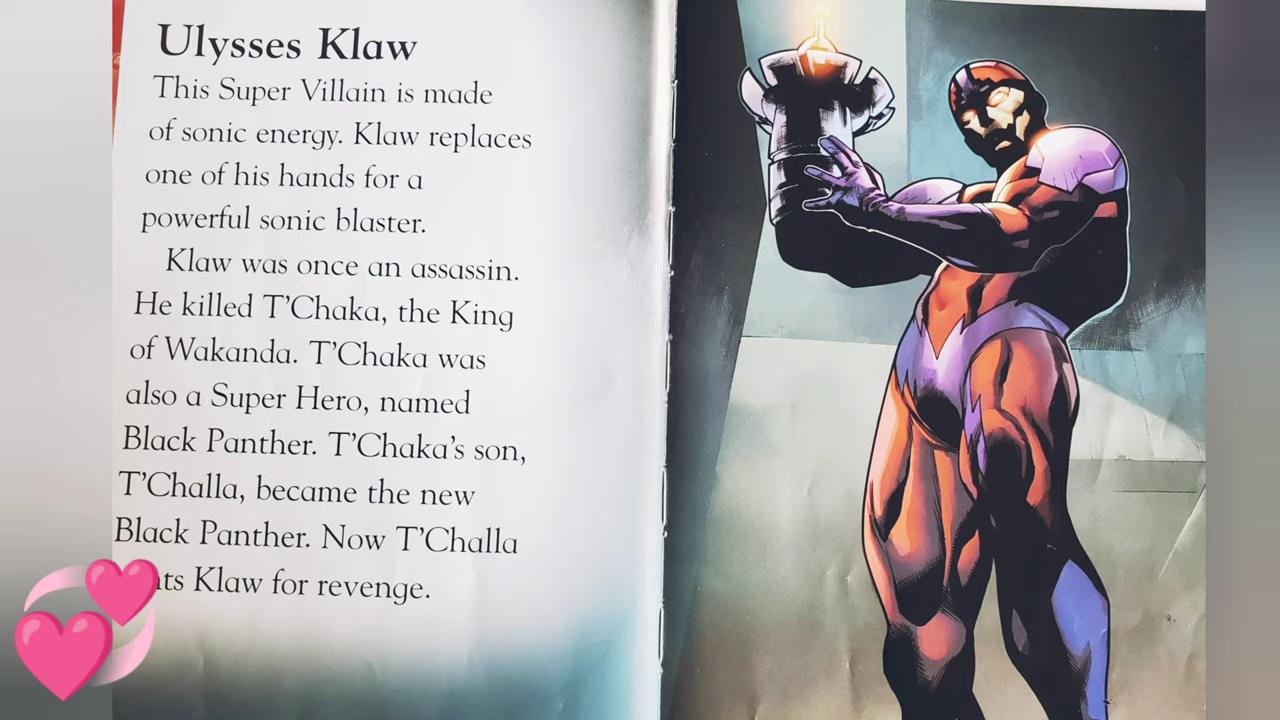 Ulysses Klaw
This Super Villain is made
of sonic energy. Klaw replaces
one of his hands for a
powerful sonic blaster.
Klaw was once an assassin.
He killed T'Chaka, the King
of Wakanda. T'Chaka was
also a Super Hero, named
Black Panther. T'Chaka's son,
T'Challa, became the new
Black Panther. Now T'Challa
Klaw for revenge.